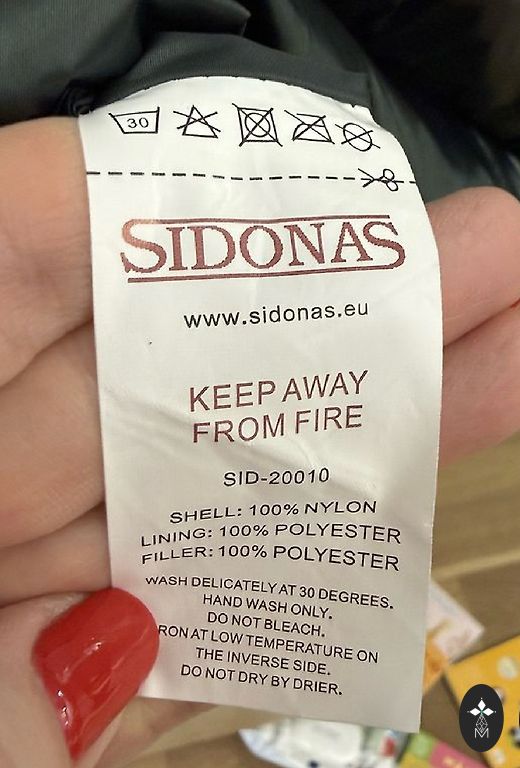 30
SIDONAS
www.sidonas.eu
KEEP AWAY
FROM FIRE
SID-20010
SHELL: 100% NYLON
LINING: 100% POLYESTER
FILLER: 100% POLYESTER
WASH DELICATELY AT 30 DEGREES.
HAND WASH ONLY.
DO NOT BLEACH.
RON AT LOW TEMPERATURE ON
THE INVERSE SIDE.
DO NOT DRY BY DRIER.
M